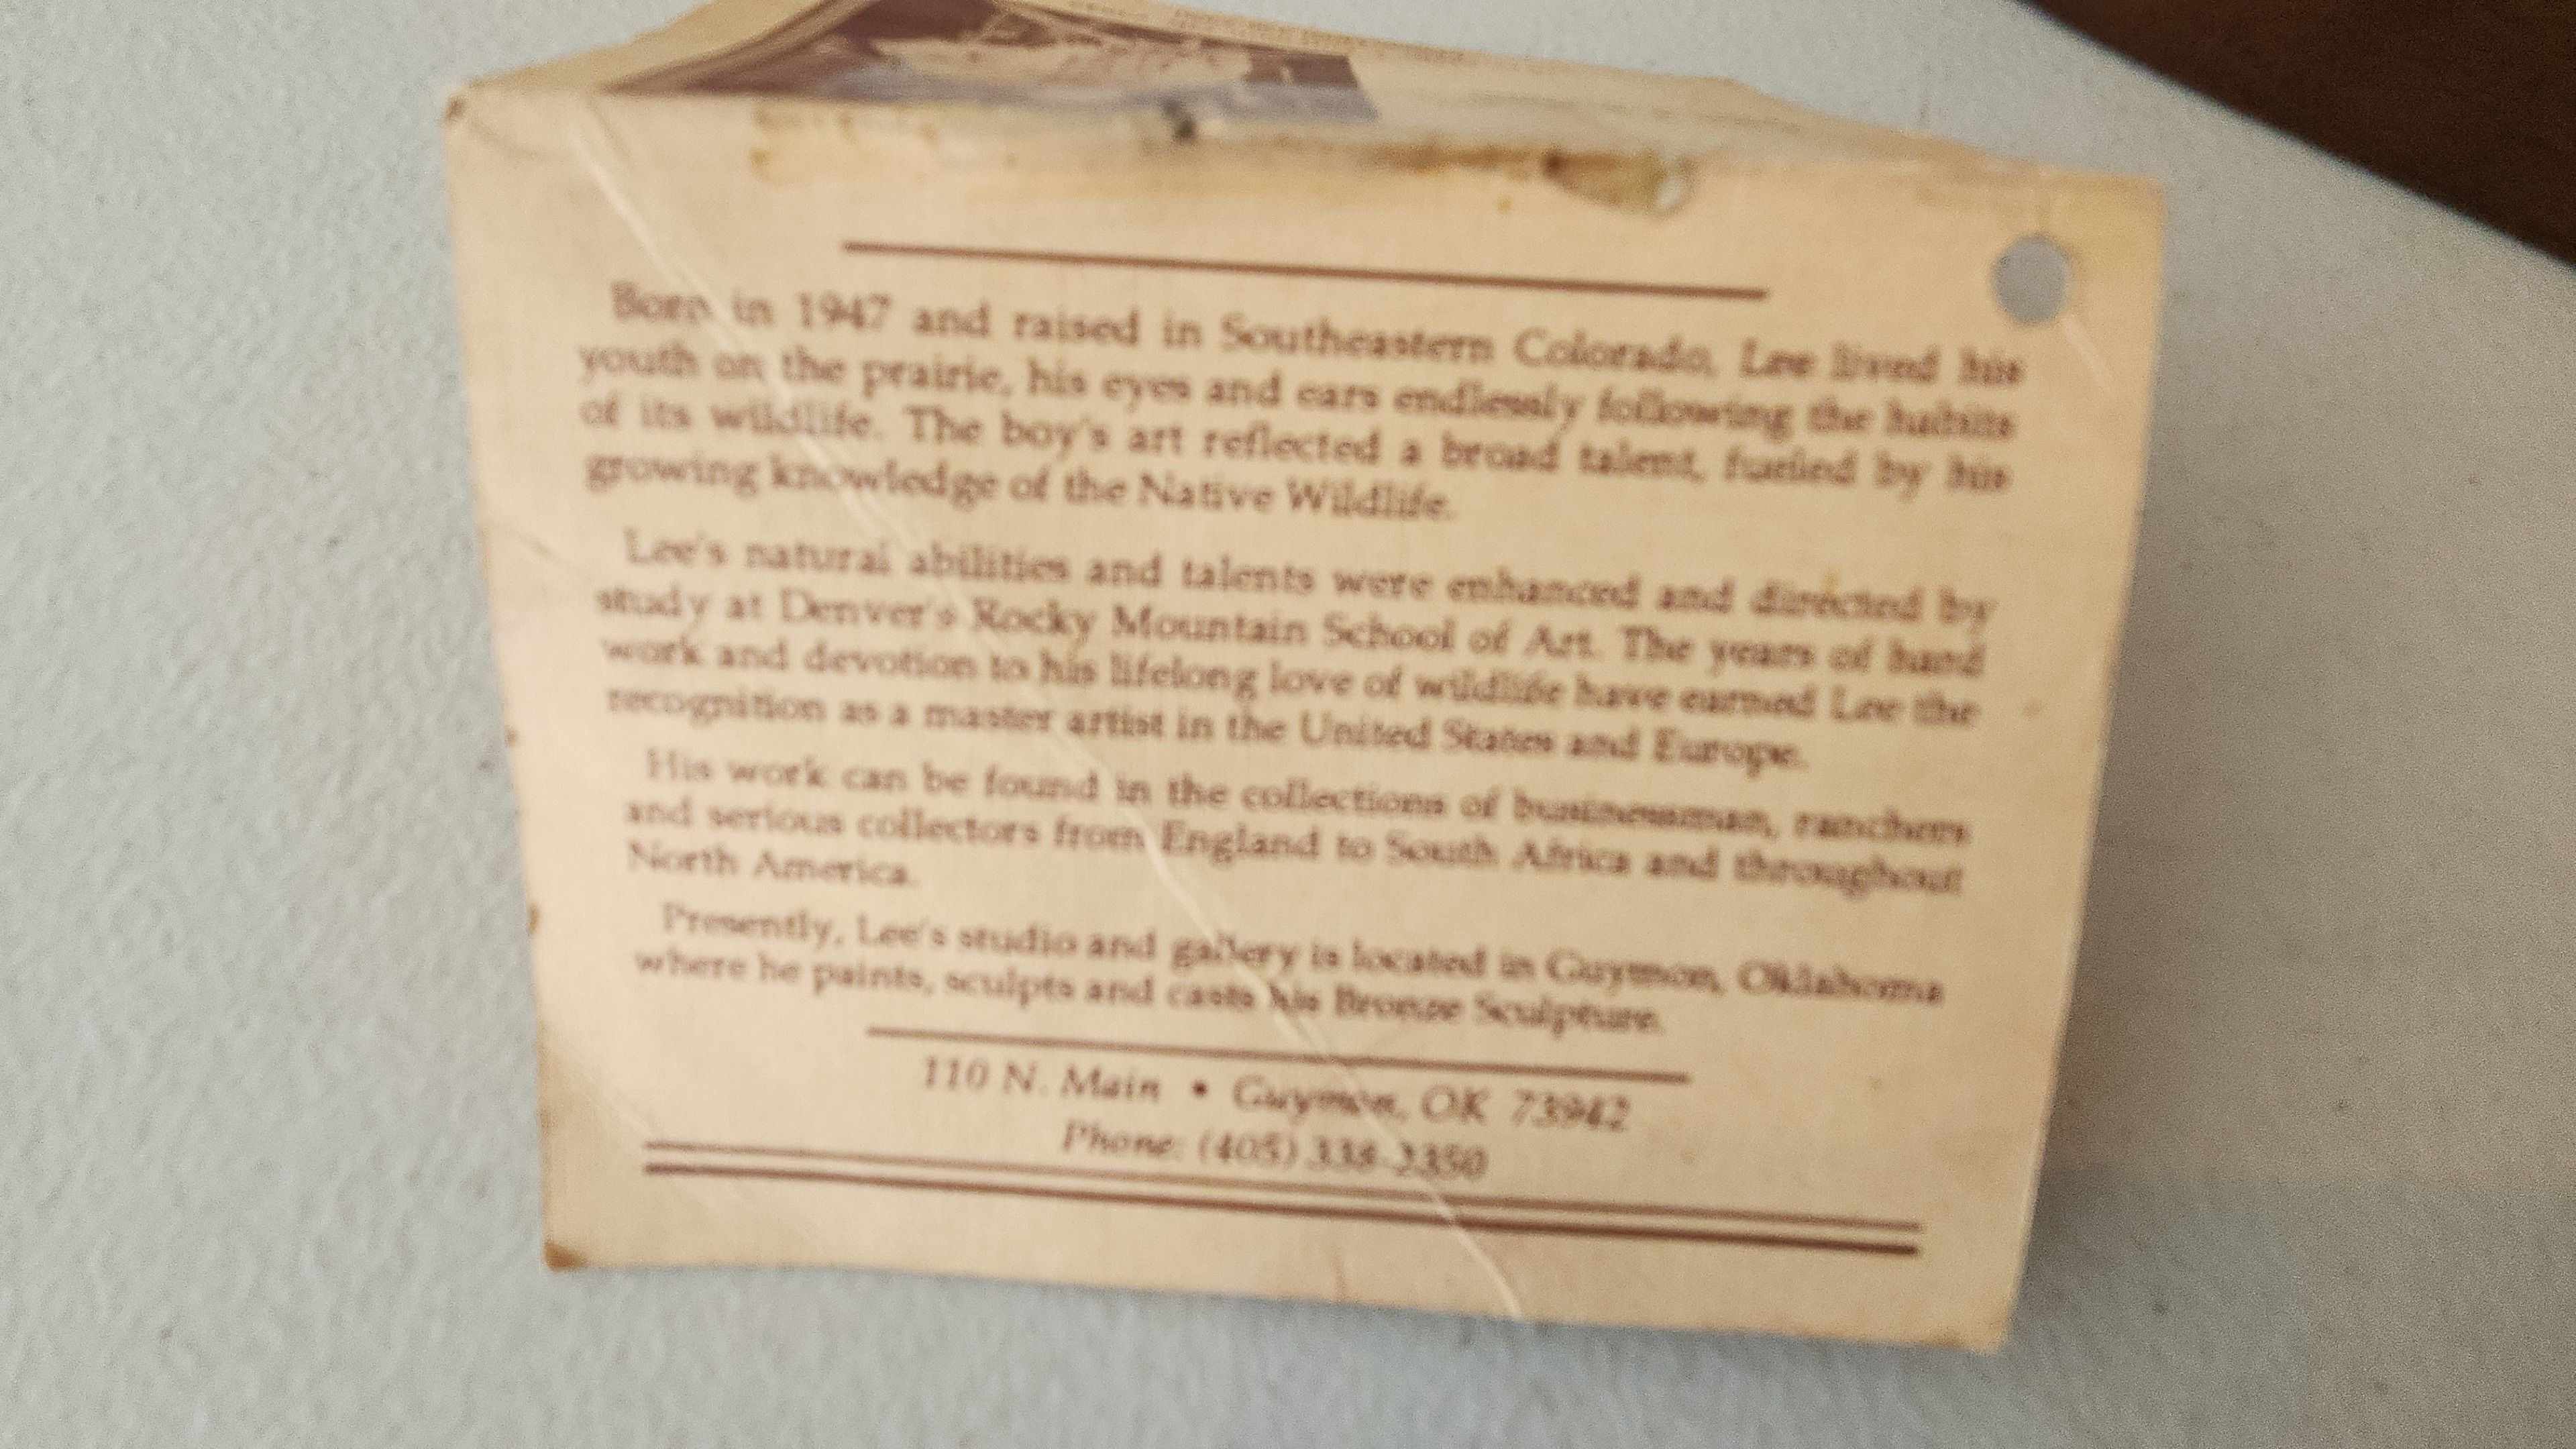 Born in 1947 and raised in Southeastern Colorado, Lee lived his
youth on the prairie, his eyes and ears endlessly following the habits
of its wildlife. The boy's art reflected a broad talent, fueled by his
growing knowledge of the Native Wildlife.
Lee's natural abilities and talents were enhanced and directed by
study at Denver's Rocky Mountain School of Art. The years of hard
work and devotion to his lifelong love of wildlife have earned Lee the
recognition as a master artist in the United States and Europe.
His work can be found in the collections of businessman, ranchers
and serious collectors from England to South Africa and throughout
North America.
Presently, Lee's studio and gallery is located in Guymon, Oklahoma
where he paints, sculpts and casts his Bronze Sculpture.
110 N. Main • Guymon, OK 73942
Phone: (405) 338-2350